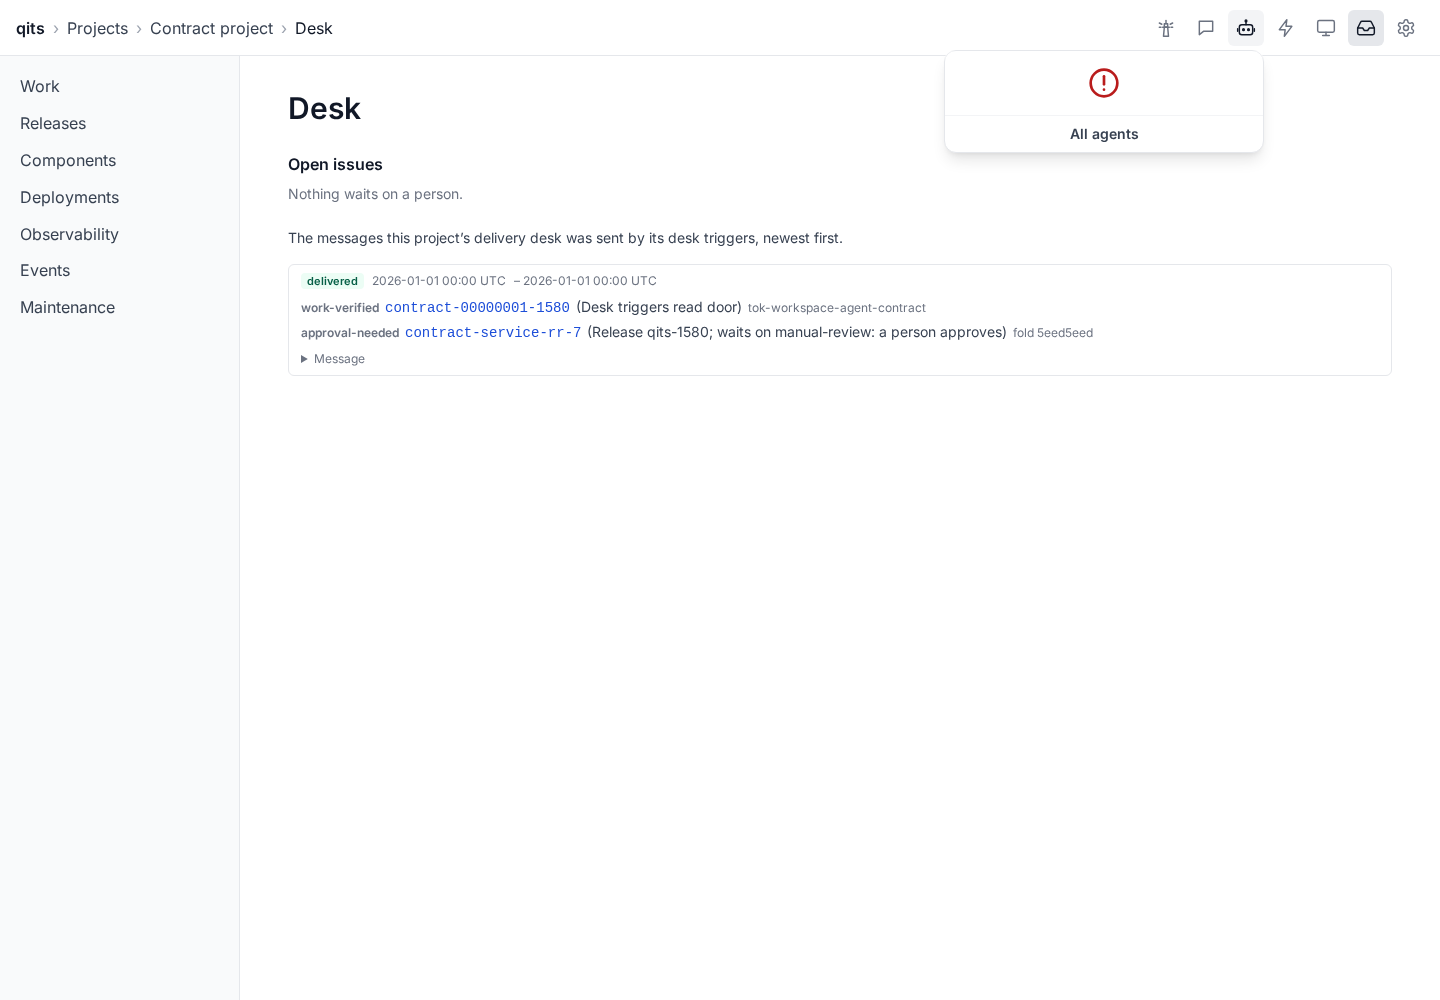 qits › Projects › Contract project › Desk
All agents
Work
Releases
Components
Deployments
Observability
Events
Maintenance
Desk
Open issues
Nothing waits on a person.
The messages this project’s delivery desk was sent by its desk triggers, newest first.
delivered 2026-01-01 00:00 UTC – 2026-01-01 00:00 UTC
work-verified contract-00000001-1580 (Desk triggers read door) tok-workspace-agent-contract
approval-needed contract-service-rr-7 (Release qits-1580; waits on manual-review: a person approves) fold 5eed5eed
Message